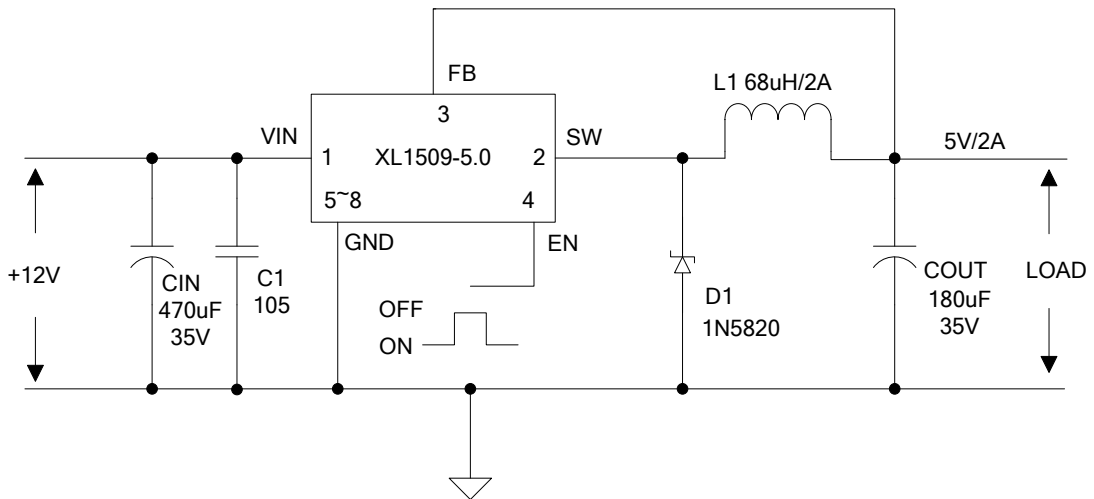 FB
L1 68uH/2A
3
VIN
SW
5V/2A
1
XL1509-5.0
2
5~8
4
GND
EN
+12V
CIN
470uF
35V
C1
105
OFF
ON
D1
1N5820
COUT
180uF
35V
LOAD